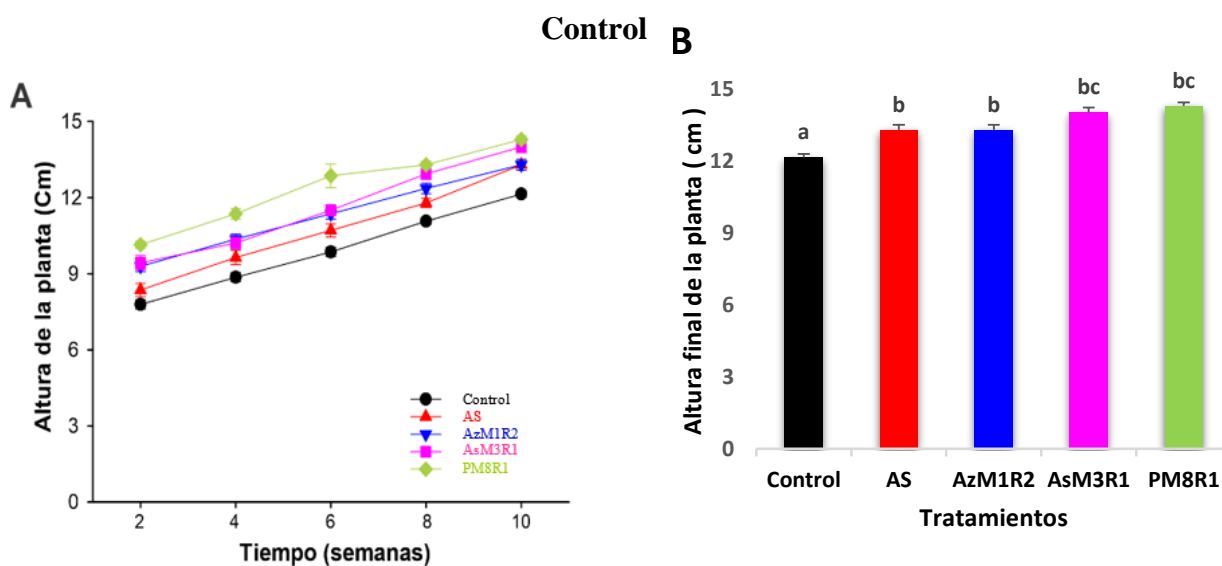 Control
A
Altura de la planta (Cm)
15
12
9
6
3
0
2 4 6 8 10
Tiempo (semanas)
Control
AS
AzM1R2
AsM3R1
PM8R1
B
Altura final de la planta ( cm )
15
12
9
6
3
0
a b b bc bc
Control AS AzM1R2 AsM3R1 PM8R1
Tratamientos